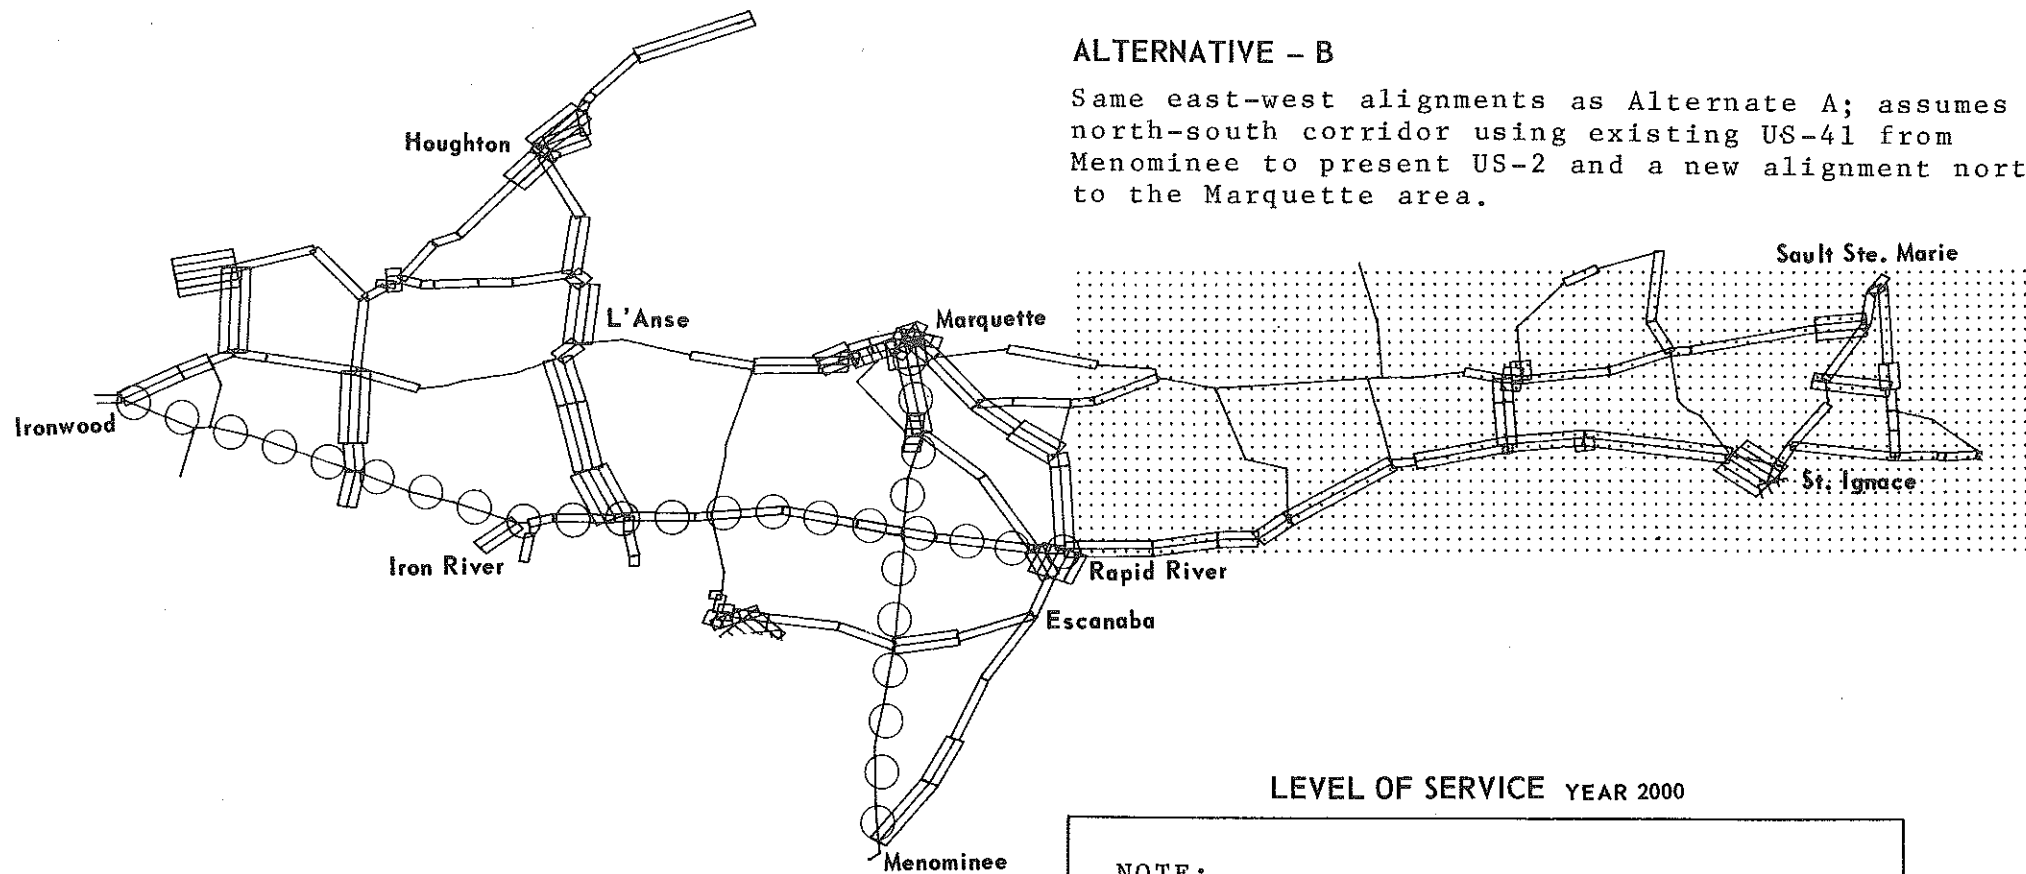 ALTERNATIVE – B
Same east-west alignments as Alternate A; assumes
north-south corridor using existing US-41 from
Menominee to present US-2 and a new alignment nort
to the Marquette area.
Houghton
Sault Ste. Marie
L'Anse
Marquette
Ironwood
St. Ignace
Iron River
Rapid River
Escanaba
LEVEL OF SERVICE YEAR 2000
Menominee
NOTE: